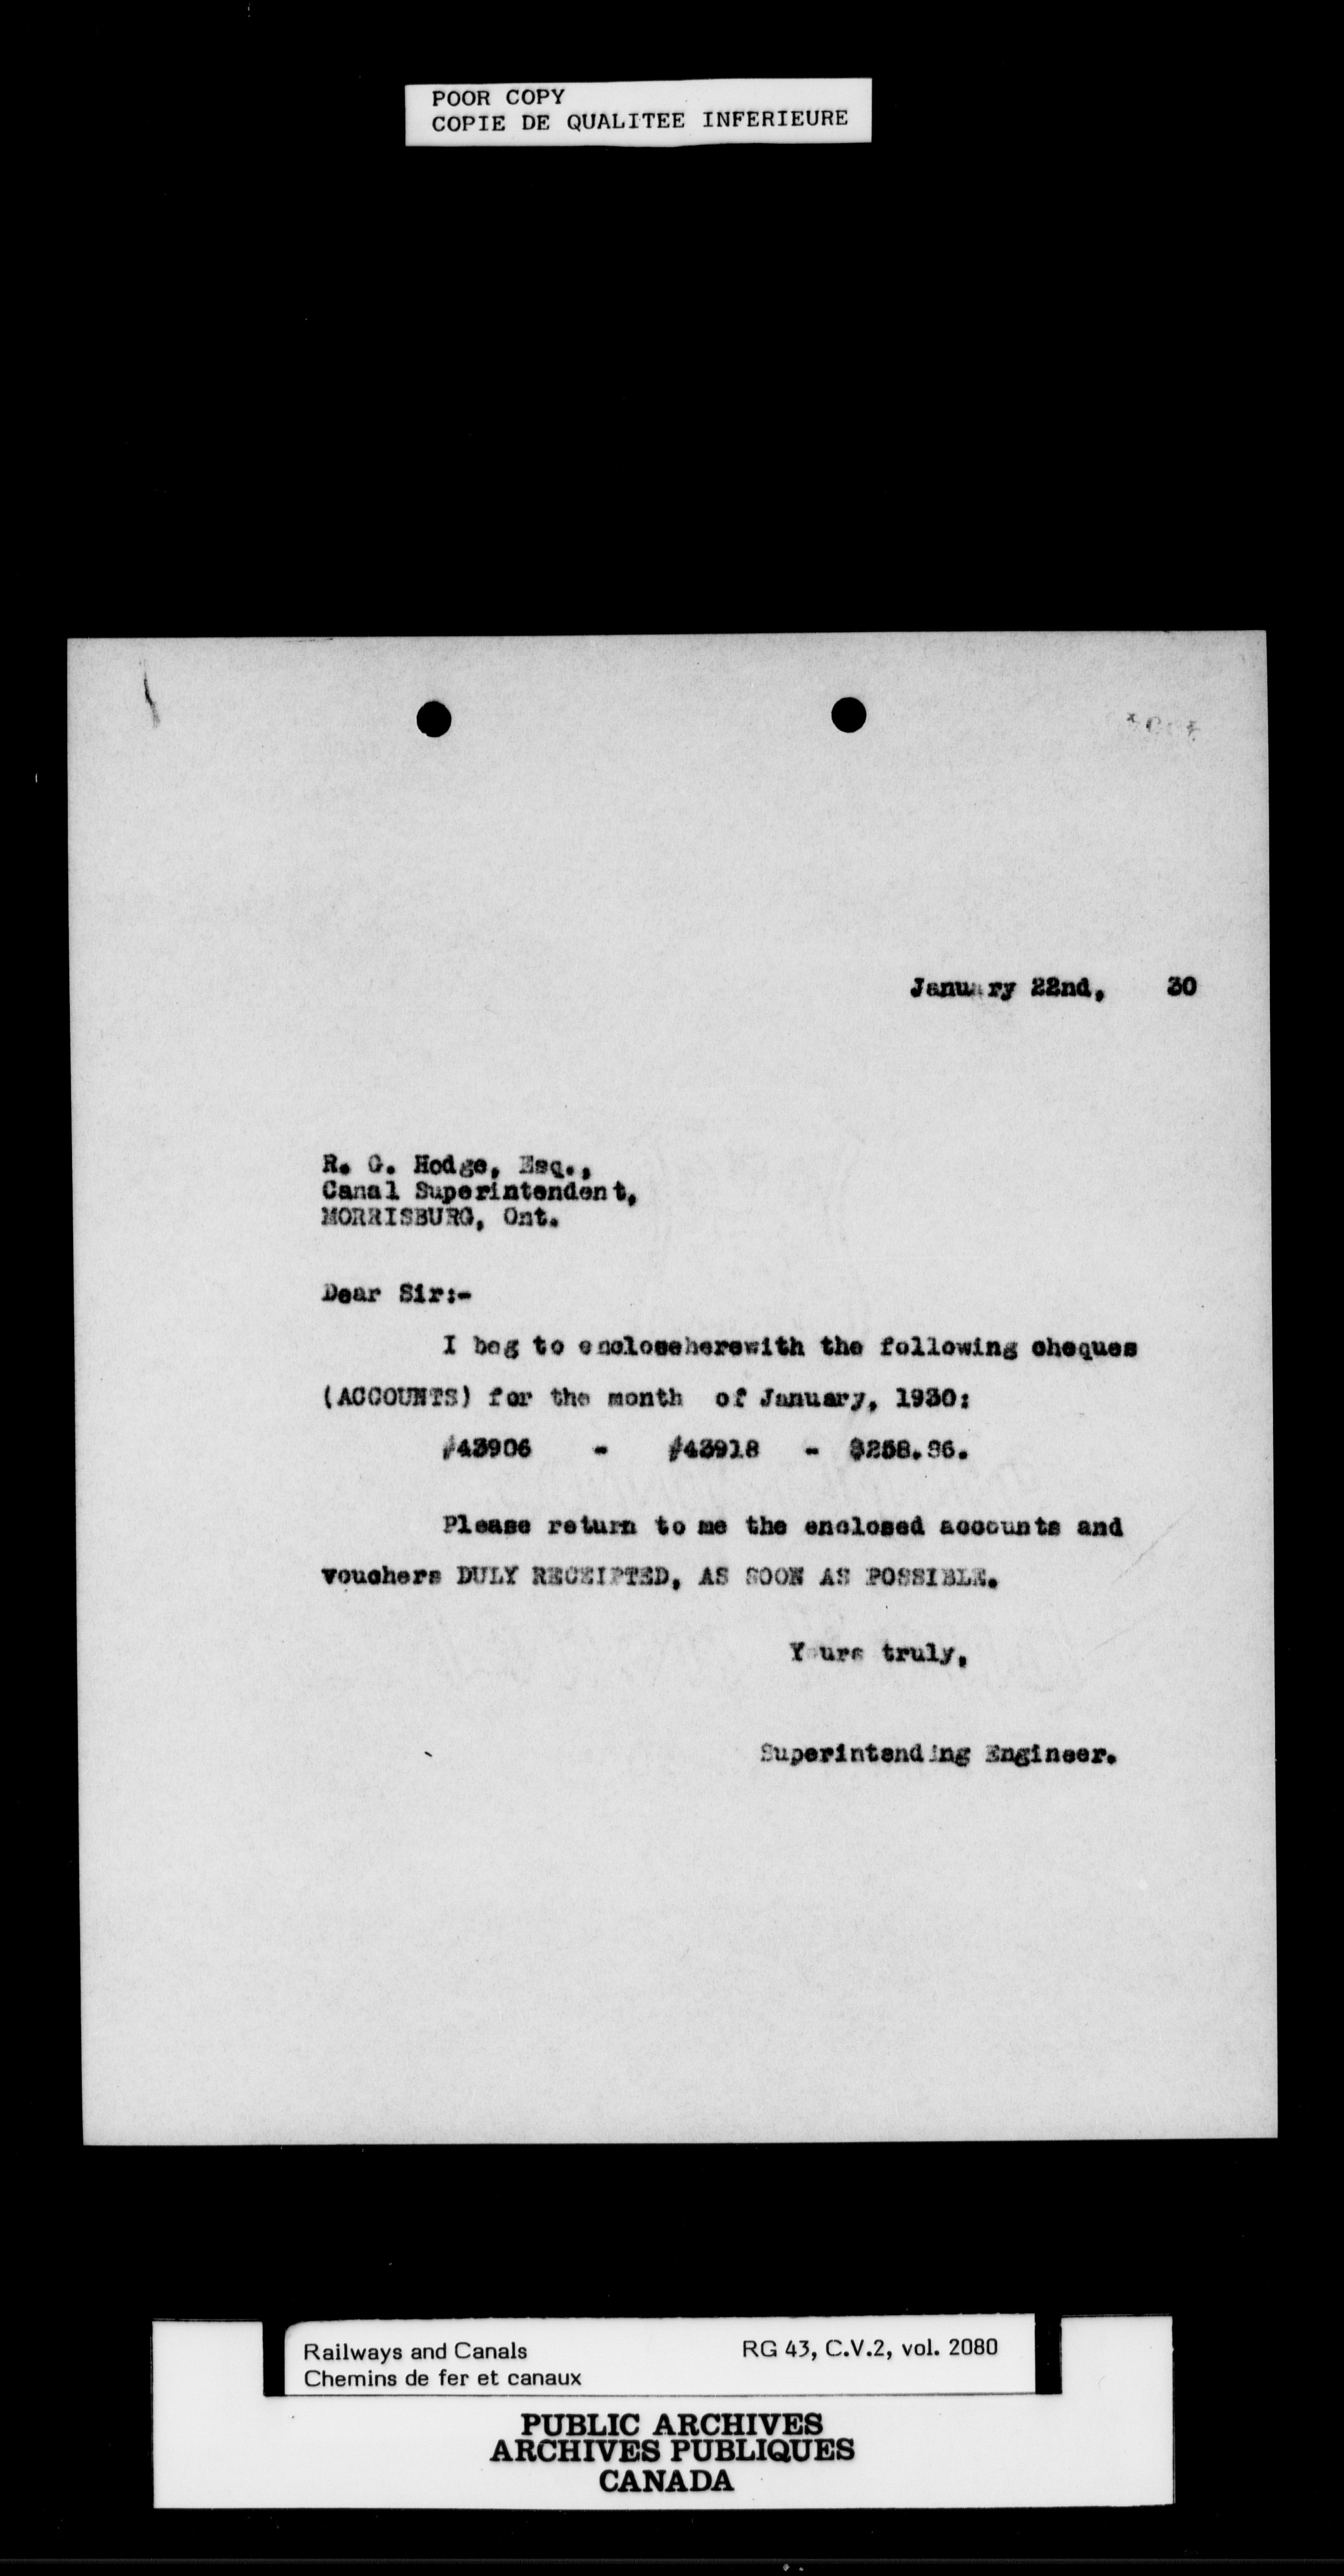 POOR COPY
COPIE DE QUALITEE INFERIEURE
January 22nd, 30
R. G. Hodge, Esq.,
Canal Superintendent,
MORRISBURG, Ont.
Dear Sir:-
I beg to encloseherewith the following cheques
(ACCOUNTS) for the month of January, 1930:
#43906 - #43918 - $258.96.
Please return to me the enclosed accounts and
vouchers DULY RECEIPTED, AS SOON AS POSSIBLE.
Yours truly,
Superintending Engineer.
Railways and Canals RG 43, C.V.2, vol. 2080
Chemins de fer et canaux
PUBLIC ARCHIVES
ARCHIVES PUBLIQUES
CANADA